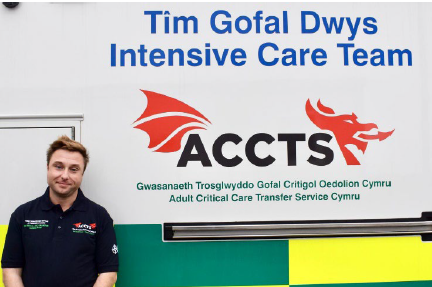 Tîm Gofal Dwys
Intensive Care Team
ACCTS
Gwasanaeth Trosglwyddo Gofal Critigol Oedolion Cymru
Adult Critical Care Transfer Service Cymru
ACCTS